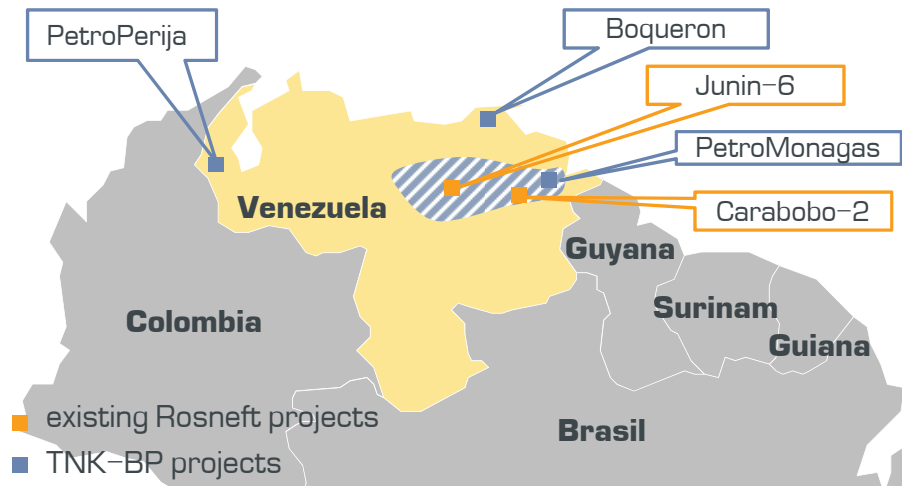 PetroPerija
Boqueron
Junin-6
PetroMonagas
Carabobo-2
Venezuela
Guyana
Surinam
Guiana
Colombia
Brasil
existing Rosneft projects
TNK-BP projects